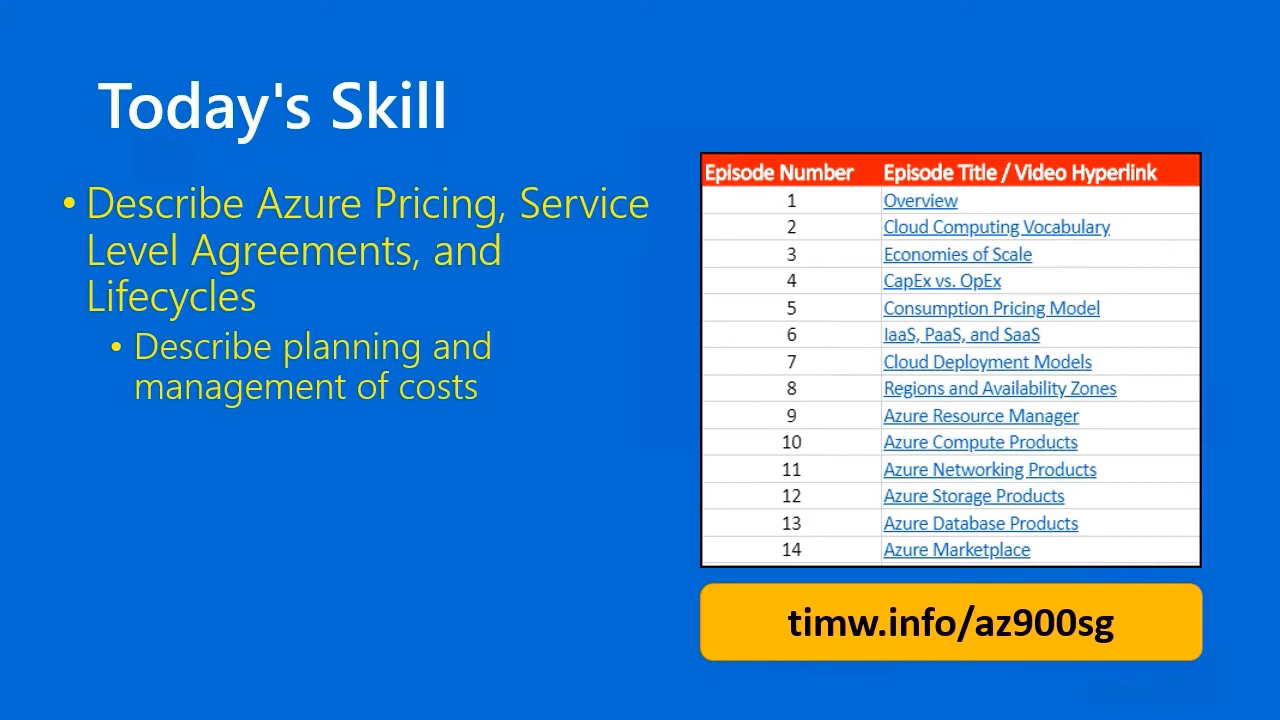 Today's Skill
• Describe Azure Pricing, Service
Level Agreements, and
Lifecycles
• Describe planning and
management of costs
Episode Number Episode Title / Video Hyperlink
1 Overview
2 Cloud Computing Vocabulary
3 Economies of Scale
4 CapEx vs. OpEx
5 Consumption Pricing Model
6 IaaS, PaaS, and SaaS
7 Cloud Deployment Models
8 Regions and Availability Zones
9 Azure Resource Manager
10 Azure Compute Products
11 Azure Networking Products
12 Azure Storage Products
13 Azure Database Products
14 Azure Marketplace
timw.info/az900sg